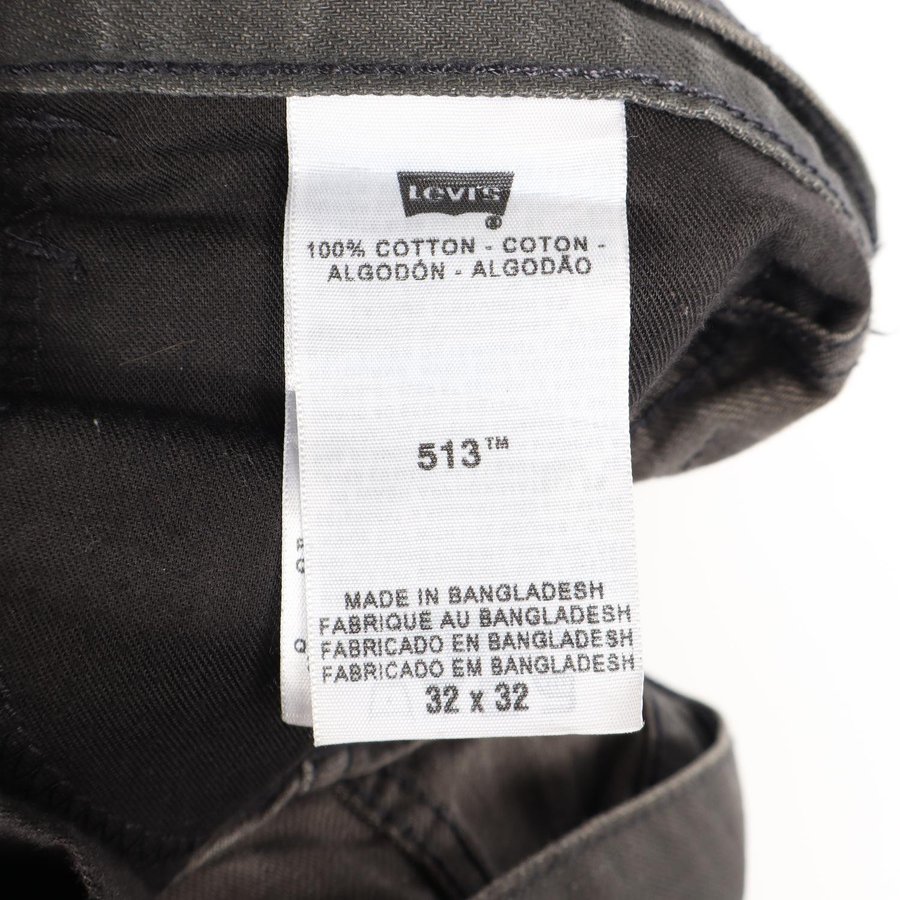 LEVI'S
®
100% COTTON - COTON -
ALGODÓN - ALGODÃO
513™
MADE IN BANGLADESH
FABRIQUE AU BANGLADESH
FABRICADO EN BANGLADESH
FABRICADO EM BANGLADESH
32 x 32